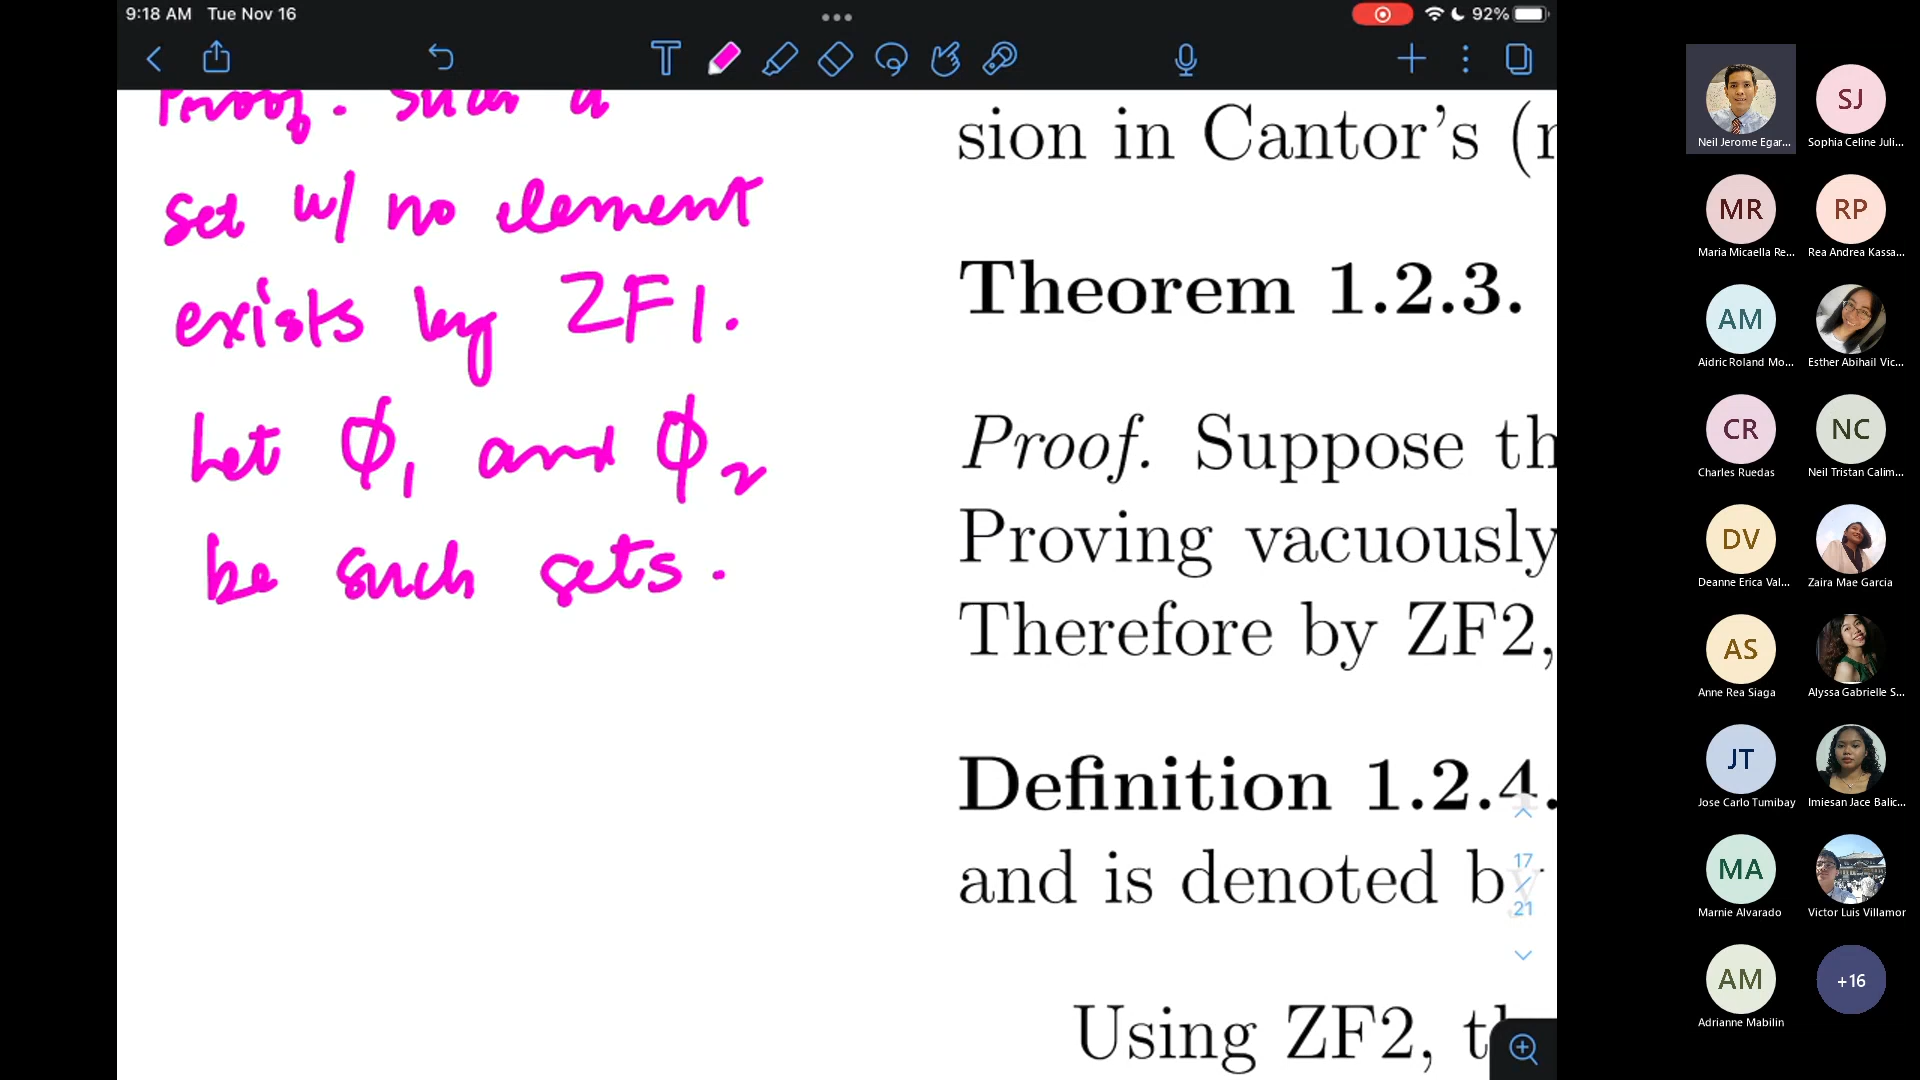 9:18 AM Tue Nov 16
92%
Proof. Such a
set w/ no element
exists by ZF1.
Let ϕ₁ and ϕ₂
be such sets.
sion in Cantor's (
Theorem 1.2.3.
Proof. Suppose th
Proving vacuously
Therefore by ZF2,
Definition 1.2.4.
and is denoted by
Using ZF2, t
17
21
Neil Jerome Egar...
SJ
Sophia Celine Juli...
MR
Maria Micaella Re...
RP
Rea Andrea Kassa...
AM
Aidric Roland Mo...
Esther Abihail Vic...
CR
Charles Ruedas
NC
Neil Tristan Calim...
DV
Deanne Erica Val...
Zaira Mae Garcia
AS
Anne Rea Siaga
Alyssa Gabrielle S...
JT
Jose Carlo Tumibay
Imiesan Jace Balic...
MA
Marnie Alvarado
Victor Luis Villamor
AM
Adrianne Mabilin
+16